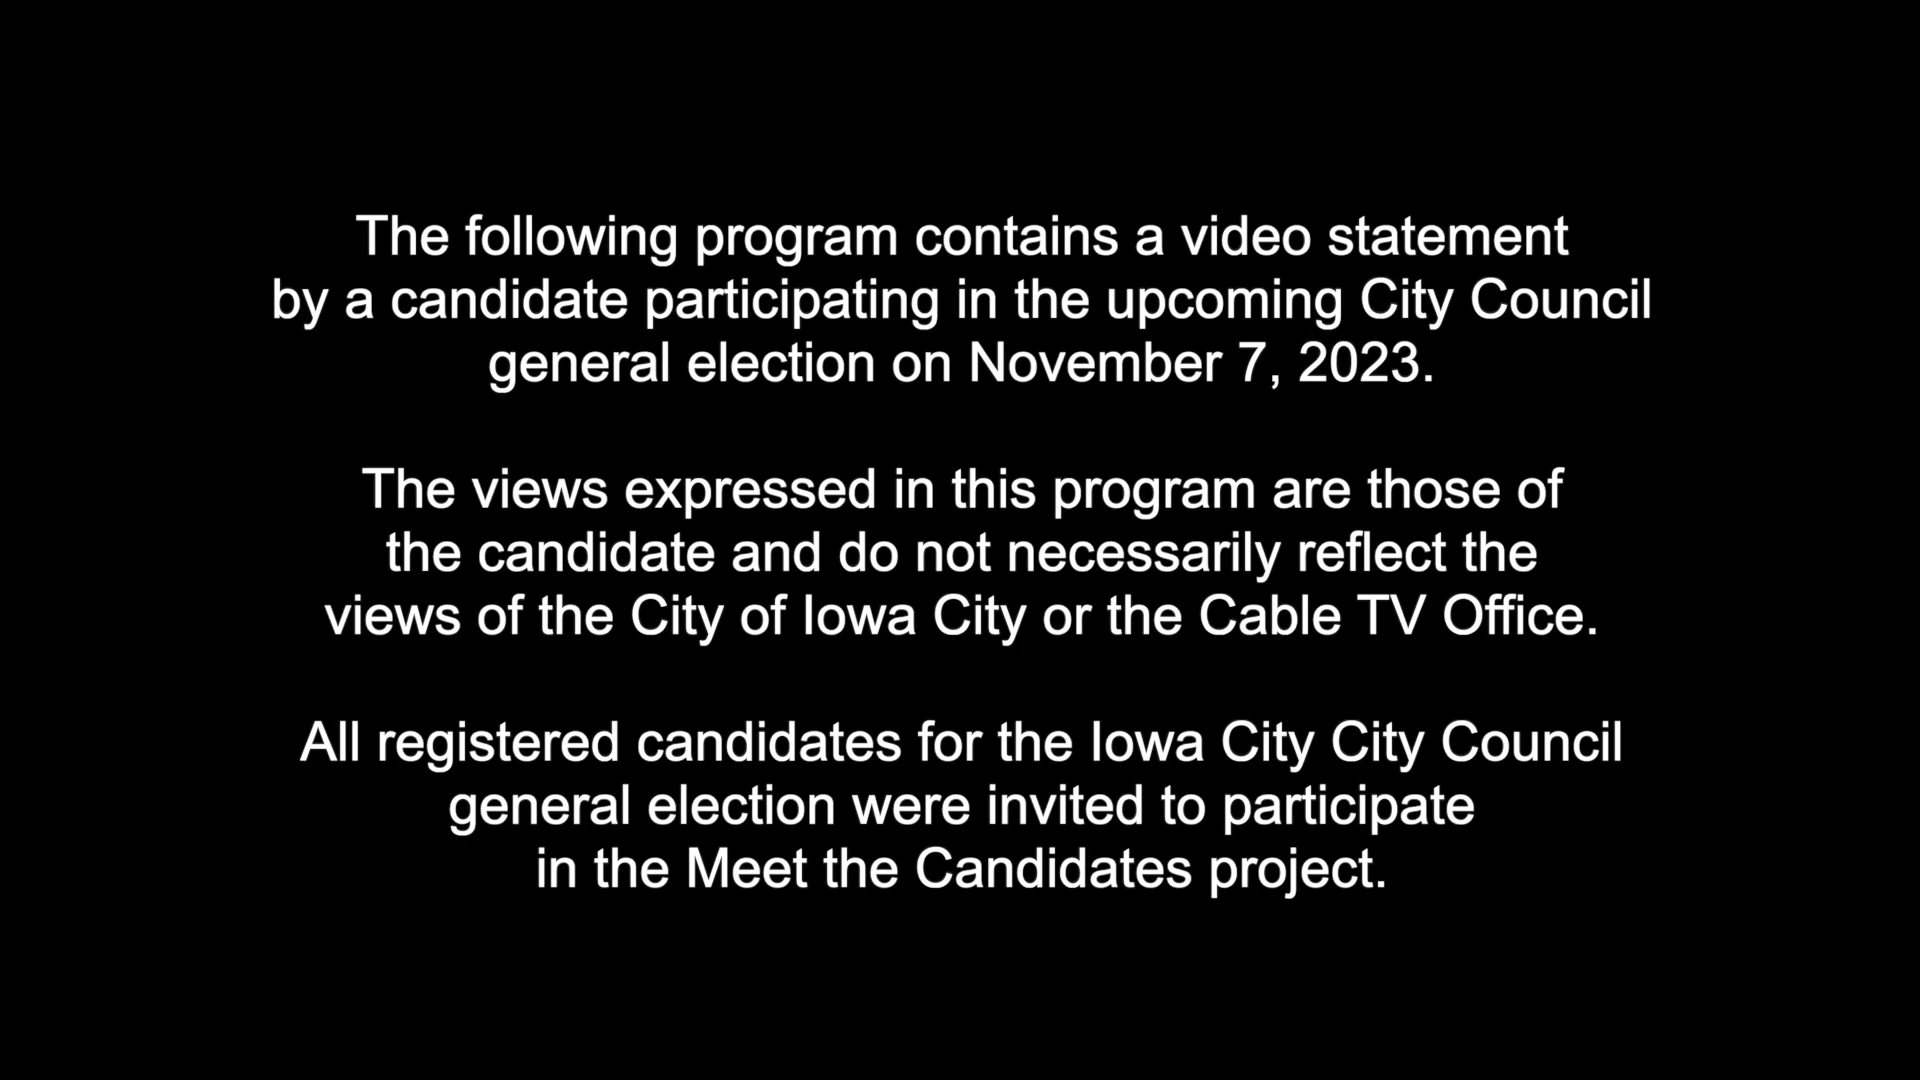 The following program contains a video statement
by a candidate participating in the upcoming City Council
general election on November 7, 2023.
The views expressed in this program are those of
the candidate and do not necessarily reflect the
views of the City of Iowa City or the Cable TV Office.
All registered candidates for the Iowa City City Council
general election were invited to participate
in the Meet the Candidates project.